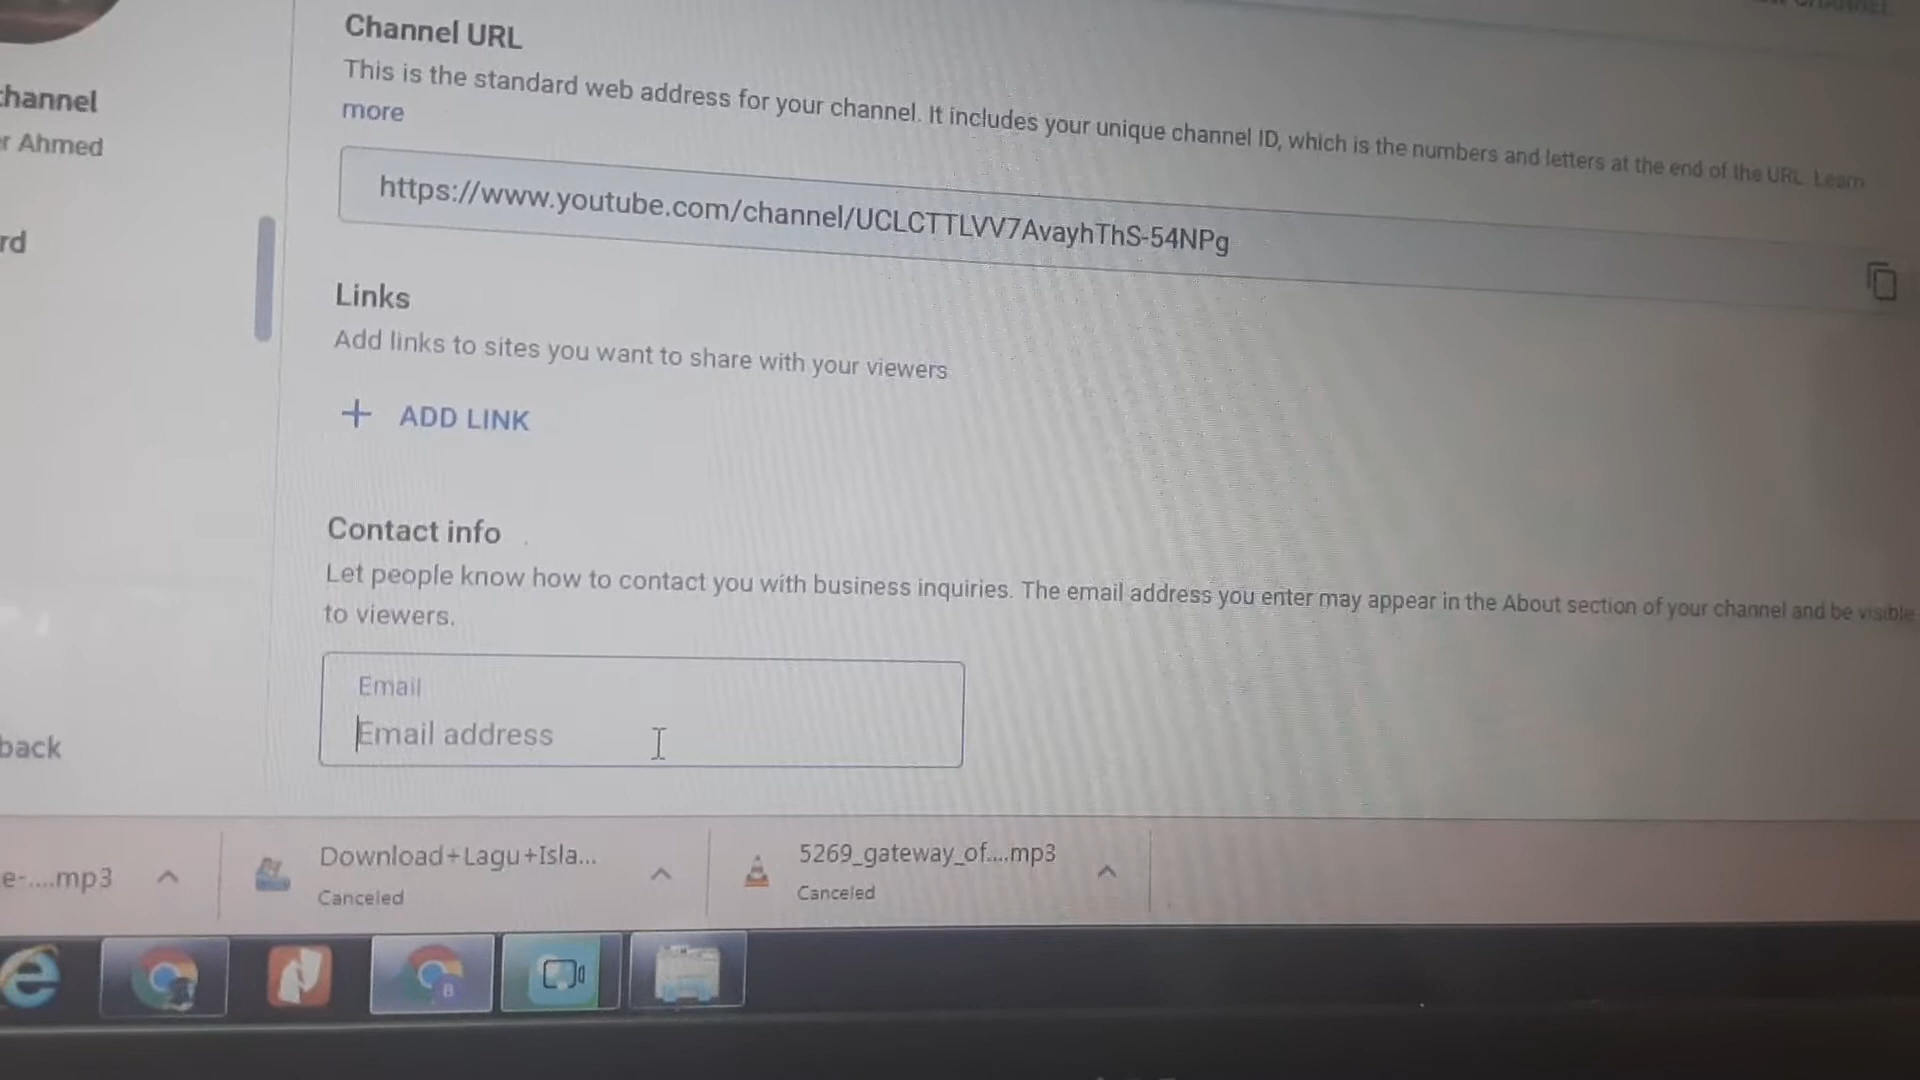 Channel URL
This is the standard web address for your channel. It includes your unique channel ID, which is the numbers and letters at the end of the URL. Learn
more
https://www.youtube.com/channel/UCLCTTLVV7AvayhThS-54NPg
Links
Add links to sites you want to share with your viewers
+ ADD LINK
Contact info
Let people know how to contact you with business inquiries. The email address you enter may appear in the About section of your channel and be visible
to viewers.
Email
Email address
channel
r Ahmed
rd
back
e-....mp3
Download+Lagu+Isla...
Canceled
5269_gateway_of....mp3
Canceled
B